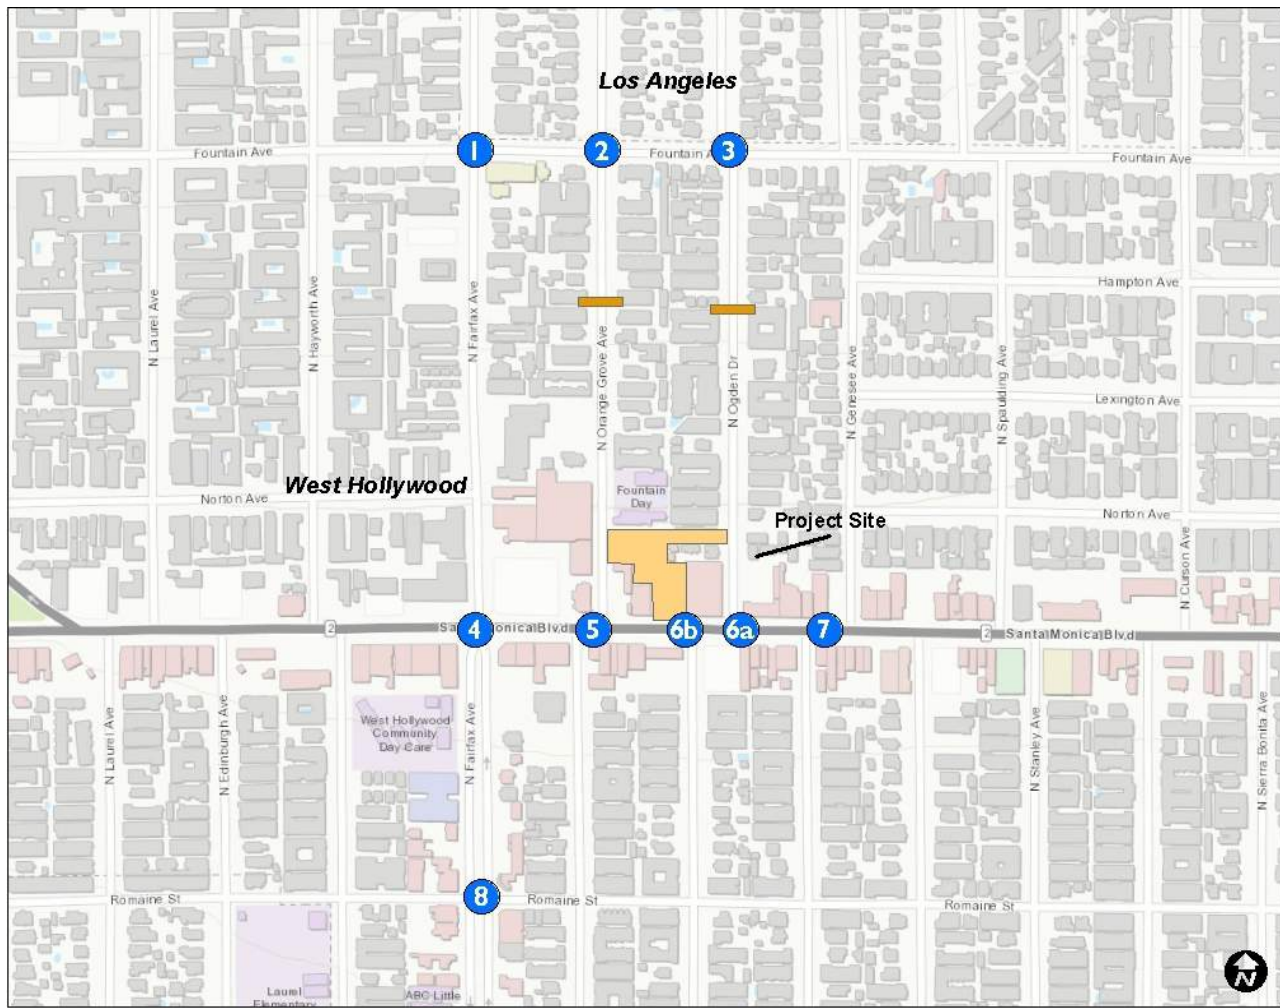 Los Angeles
1
2
3
Fountain Ave
Fountain A
Fountain Ave
Hampton Ave
N Laurel Ave
N Hayworth Ave
N Fairfax Ave
N Orange Grove Ave
N Ogden Dr
N Genesee Ave
N Spaulding Ave
Lexington Ave
West Hollywood
Norton Ave
Fountain
Day
Project Site
Norton Ave
N Curson Ave
2
4
5
6b
6a
7
Santa Monica Blvd
2
Santa Monica Blvd
West Hollywood
Community
Day Care
N Laurel Ave
N Edinburgh Ave
N Fairfax Ave
N Stanley Ave
N Sierra Bonita Ave
8
Romaine St
Romaine St
Romaine St
Laurel
Elementary
ABC Little
N